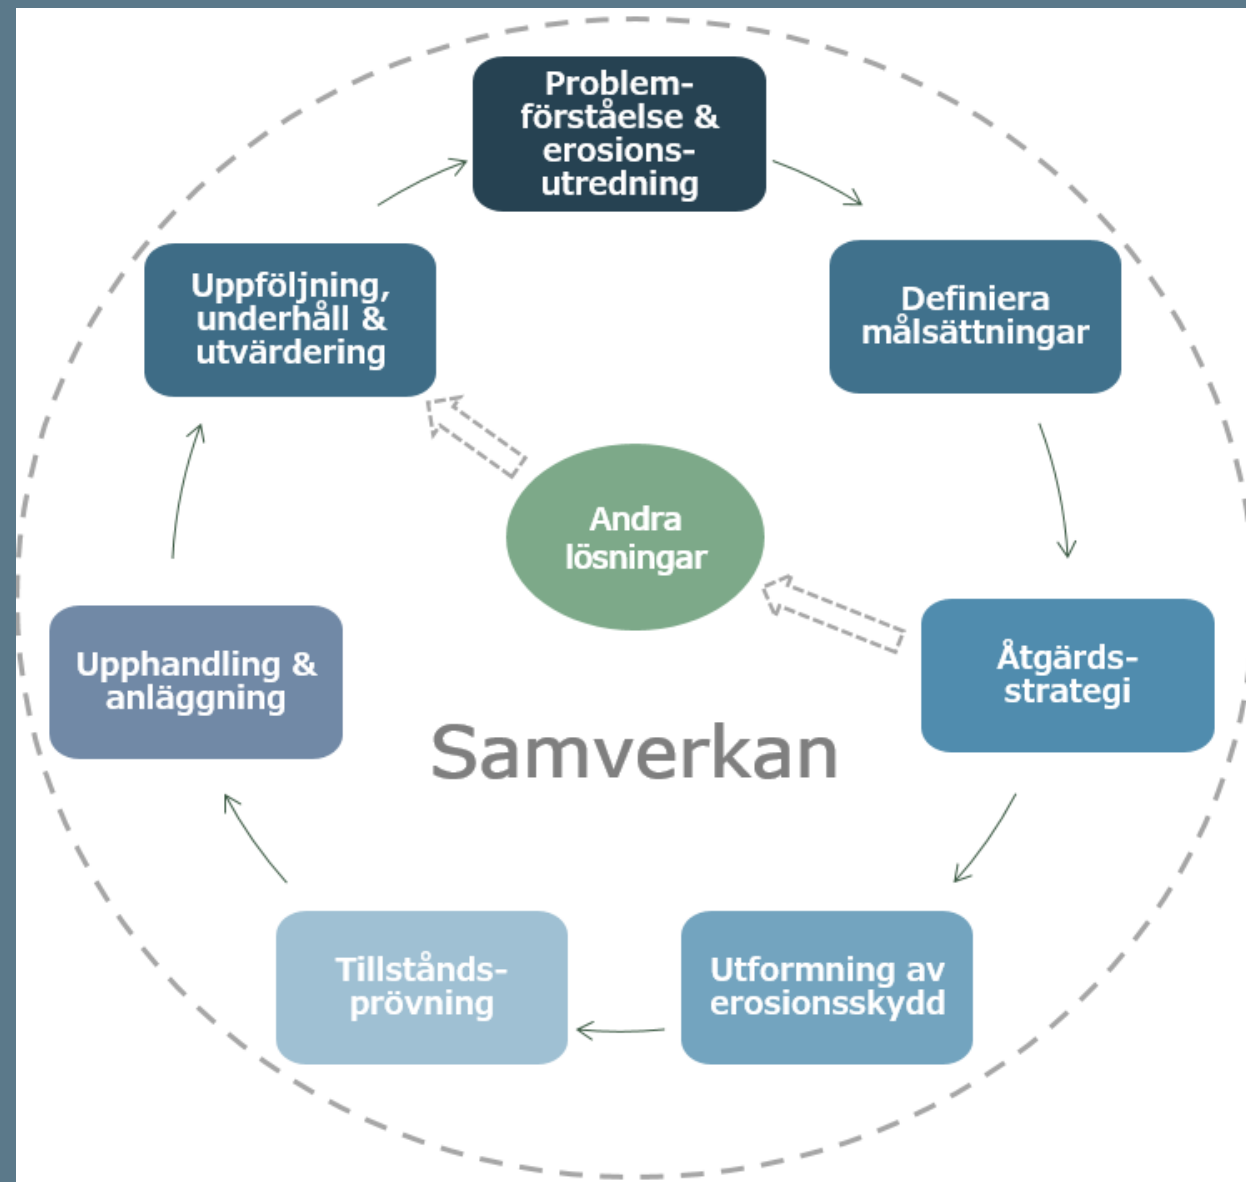 Problem-
förståelse &
erosions-
utredning
Definiera
målsättningar
Åtgärds-
strategi
Utformning av
erosionsskydd
Tillstånds-
prövning
Upphandling &
anläggning
Uppföljning,
underhåll &
utvärdering
Andra
lösningar
Samverkan